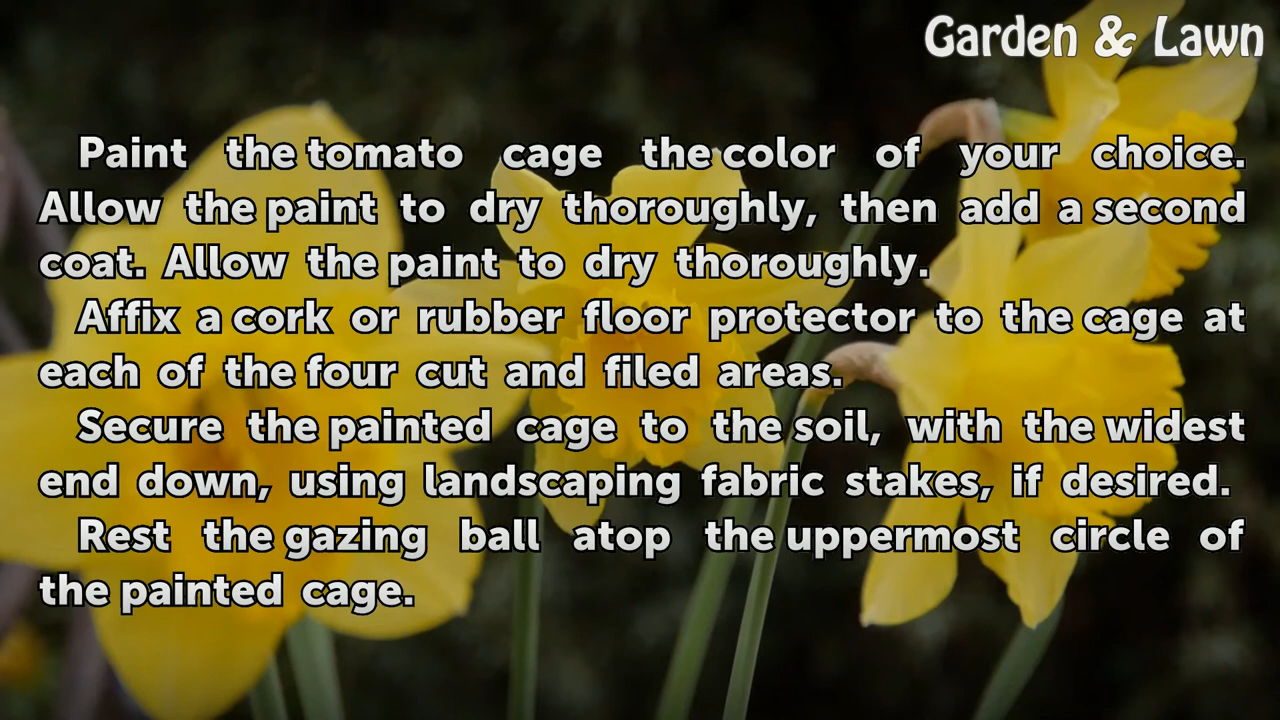 Garden & Lawn
Paint the tomato cage the color of your choice.
Allow the paint to dry thoroughly, then add a second
coat. Allow the paint to dry thoroughly.
Affix a cork or rubber floor protector to the cage at
each of the four cut and filed areas.
Secure the painted cage to the soil, with the widest
end down, using landscaping fabric stakes, if desired.
Rest the gazing ball atop the uppermost circle of
the painted cage.